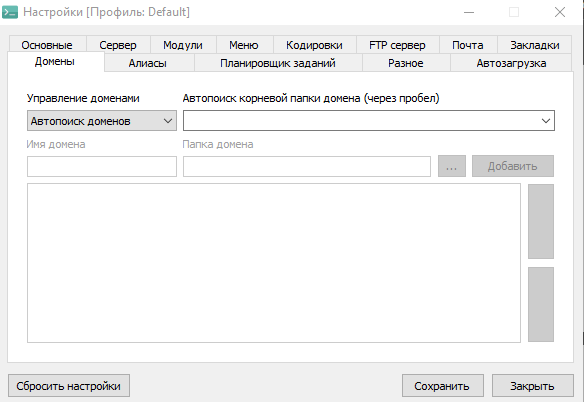 Настройки [Профиль: Default]
Основные Сервер Модули Меню Кодировки FTP сервер Почта Закладки
Домены Алиасы Планировщик заданий Разное Автозагрузка
Управление доменами Автопоиск корневой папки домена (через пробел)
Автопоиск доменов
Имя домена Папка домена
... Добавить
Сбросить настройки Сохранить Закрыть